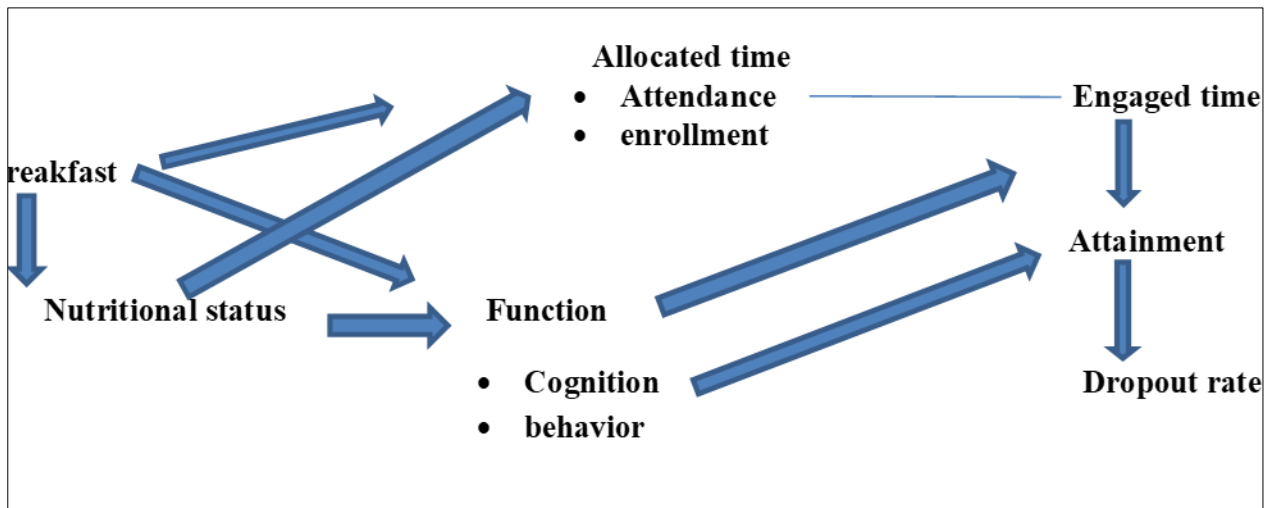 Allocated time
• Attendance
• enrollment
Engaged time
reakfast
Attainment
Nutritional status
Function
• Cognition
• behavior
Dropout rate